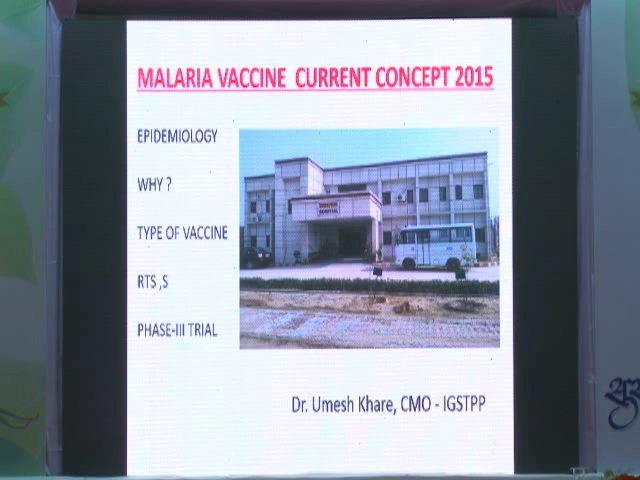 MALARIA VACCINE CURRENT CONCEPT 2015
EPIDEMIOLOGY
WHY ?
TYPE OF VACCINE
RTS ,S
PHASE-III TRIAL
HOSPITAL
Dr. Umesh Khare, CMO - IGSTPP